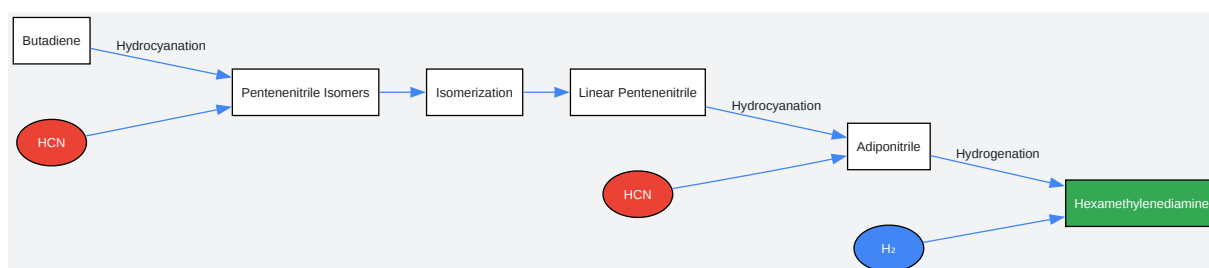 Butadiene
Hydrocyanation
HCN
Pentenenitrile Isomers
Isomerization
Linear Pentenenitrile
Hydrocyanation
HCN
Adiponitrile
Hydrogenation
H₂
Hexamethylenediamine